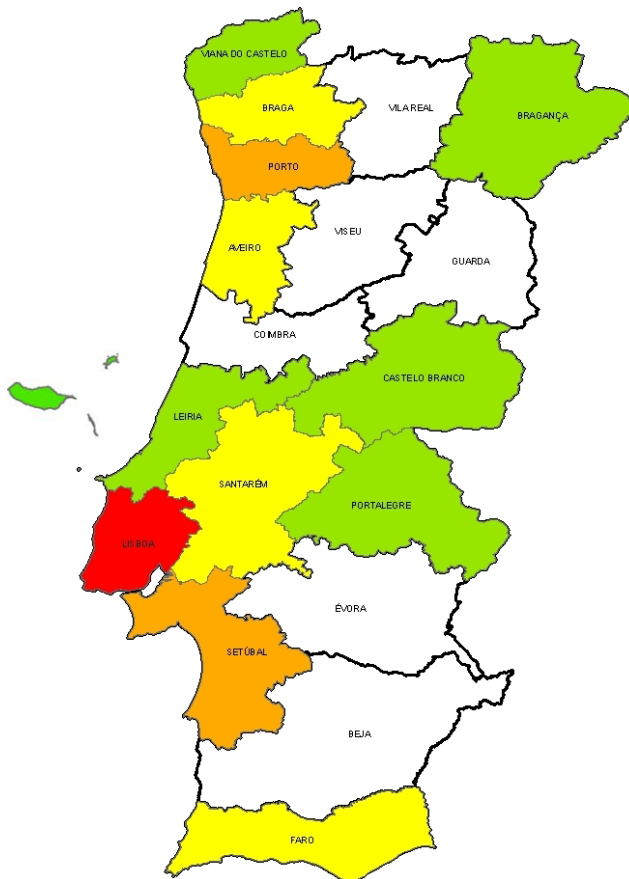 VIANA DO CASTELO
BRAGA
VILA REAL
BRAGANÇA
PORTO
AVEIRO
VISEU
GUARDA
COIMBRA
CASTELO BRANCO
LEIRIA
SANTARÉM
PORTALEGRE
LISBOA
ÉVORA
SETÚBAL
BEJA
FARO